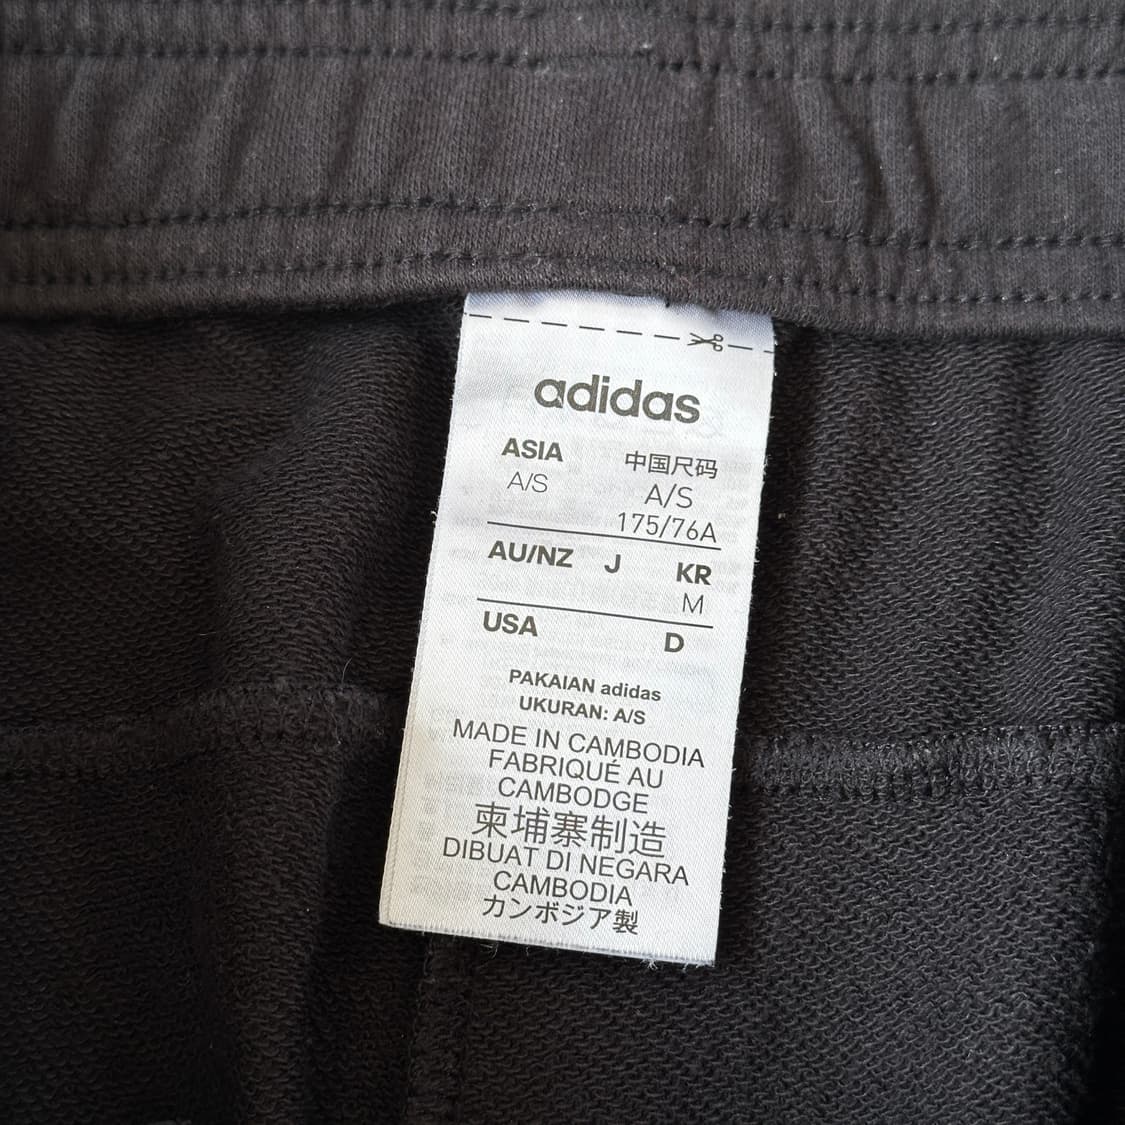 adidas
ASIA 中国尺码
A/S A/S
175/76A
AU/NZ J KR
M
USA D
PAKAIAN adidas
UKURAN: A/S
MADE IN CAMBODIA
FABRIQUÉ AU
CAMBODGE
柬埔寨制造
DIBUAT DI NEGARA
CAMBODIA
カンボジア製